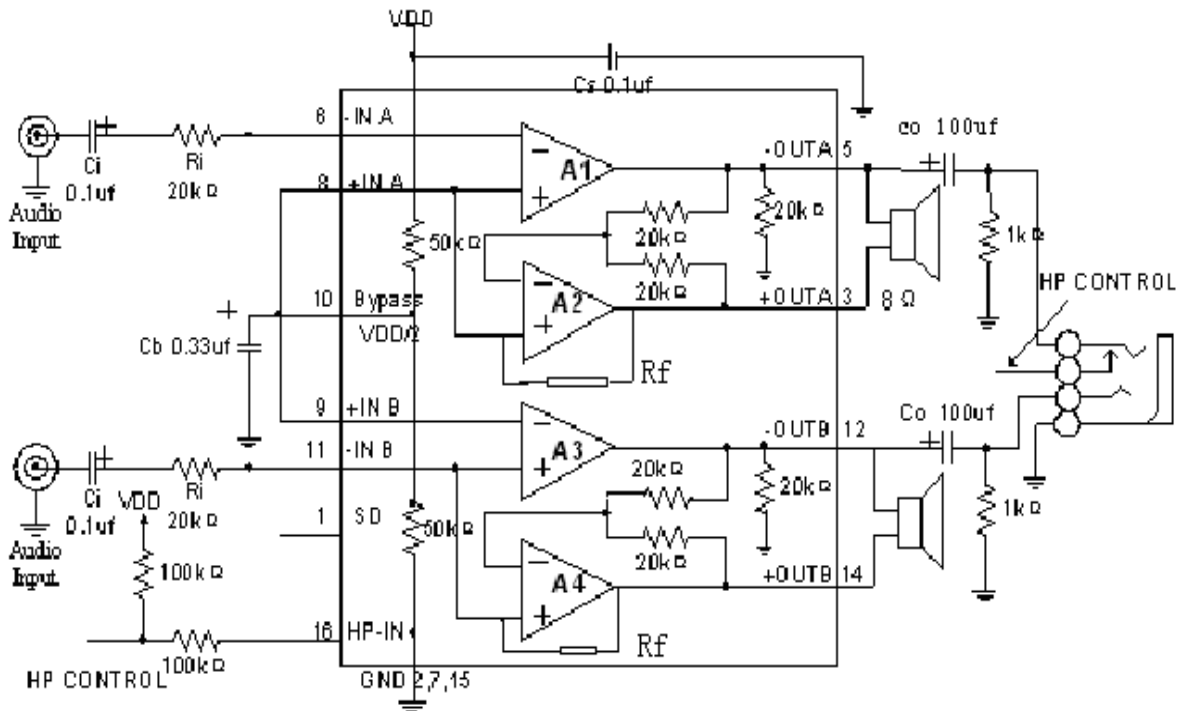 VDD
Cs 0.1uf
6 -IN A
Ci
0.1uf
Ri
20kΩ
Audio
Input
8 +IN A
A1
-OUTA 5
co 100uf
20kΩ
20kΩ
20kΩ
1kΩ
50kΩ
10 Bypass
VDD/2
Cb 0.33uf
A2
+OUTA 3
8 Ω
HP CONTROL
Rf
9 +IN B
11 -IN B
A3
-OUTB 12
Co 100uf
Ci
0.1uf
Ri
20kΩ
Audio
Input
VDD
100kΩ
1 SD
50kΩ
20kΩ
20kΩ
20kΩ
1kΩ
A4
+OUTB 14
Rf
16 HP-IN
100kΩ
HP CONTROL
GND 2,7,15